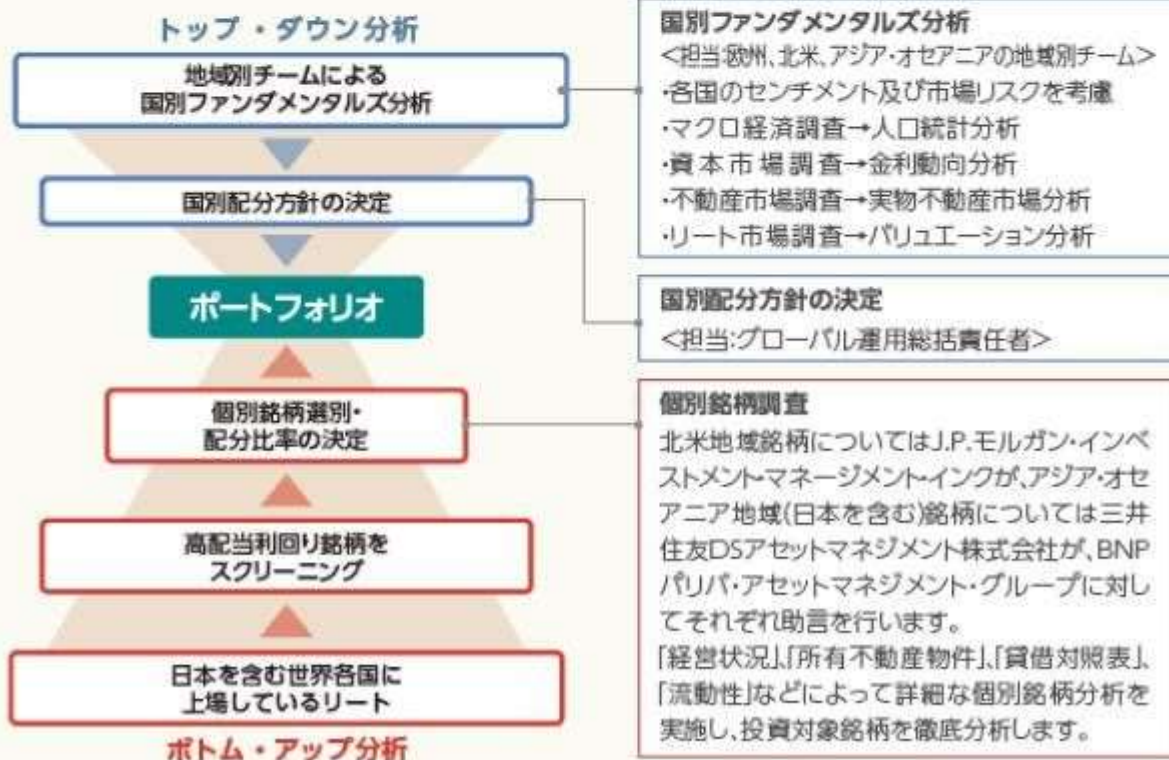 トップ・ダウン分析
地域別チームによる
国別ファンダメンタルズ分析
国別配分方針の決定
ポートフォリオ
個別銘柄選別・
配分比率の決定
高配当利回り銘柄を
スクリーニング
日本を含む世界各国に
上場しているリート
ボトム・アップ分析
国別ファンダメンタルズ分析
<担当:欧州、北米、アジア・オセアニアの地域別チーム>
・各国のセンチメント及び市場リスクを考慮
・マクロ経済調査→人口統計分析
・資本市場調査→金利動向分析
・不動産市場調査→実物不動産市場分析
・リート市場調査→バリュエーション分析
国別配分方針の決定
<担当:グローバル運用総括責任者>
個別銘柄調査
北米地域銘柄についてはJ.P.モルガン・インベ
ストメント・マネージメント・インクが、アジア・オセ
アニア地域(日本を含む)銘柄については三井
住友DSアセットマネジメント株式会社が、BNP
パリバ・アセットマネジメント・グループに対し
てそれぞれ助言を行います。
「経営状況」、「所有不動産物件」、「貸借対照表」、
「流動性」などによって詳細な個別銘柄分析を
実施し、投資対象銘柄を徹底分析します。